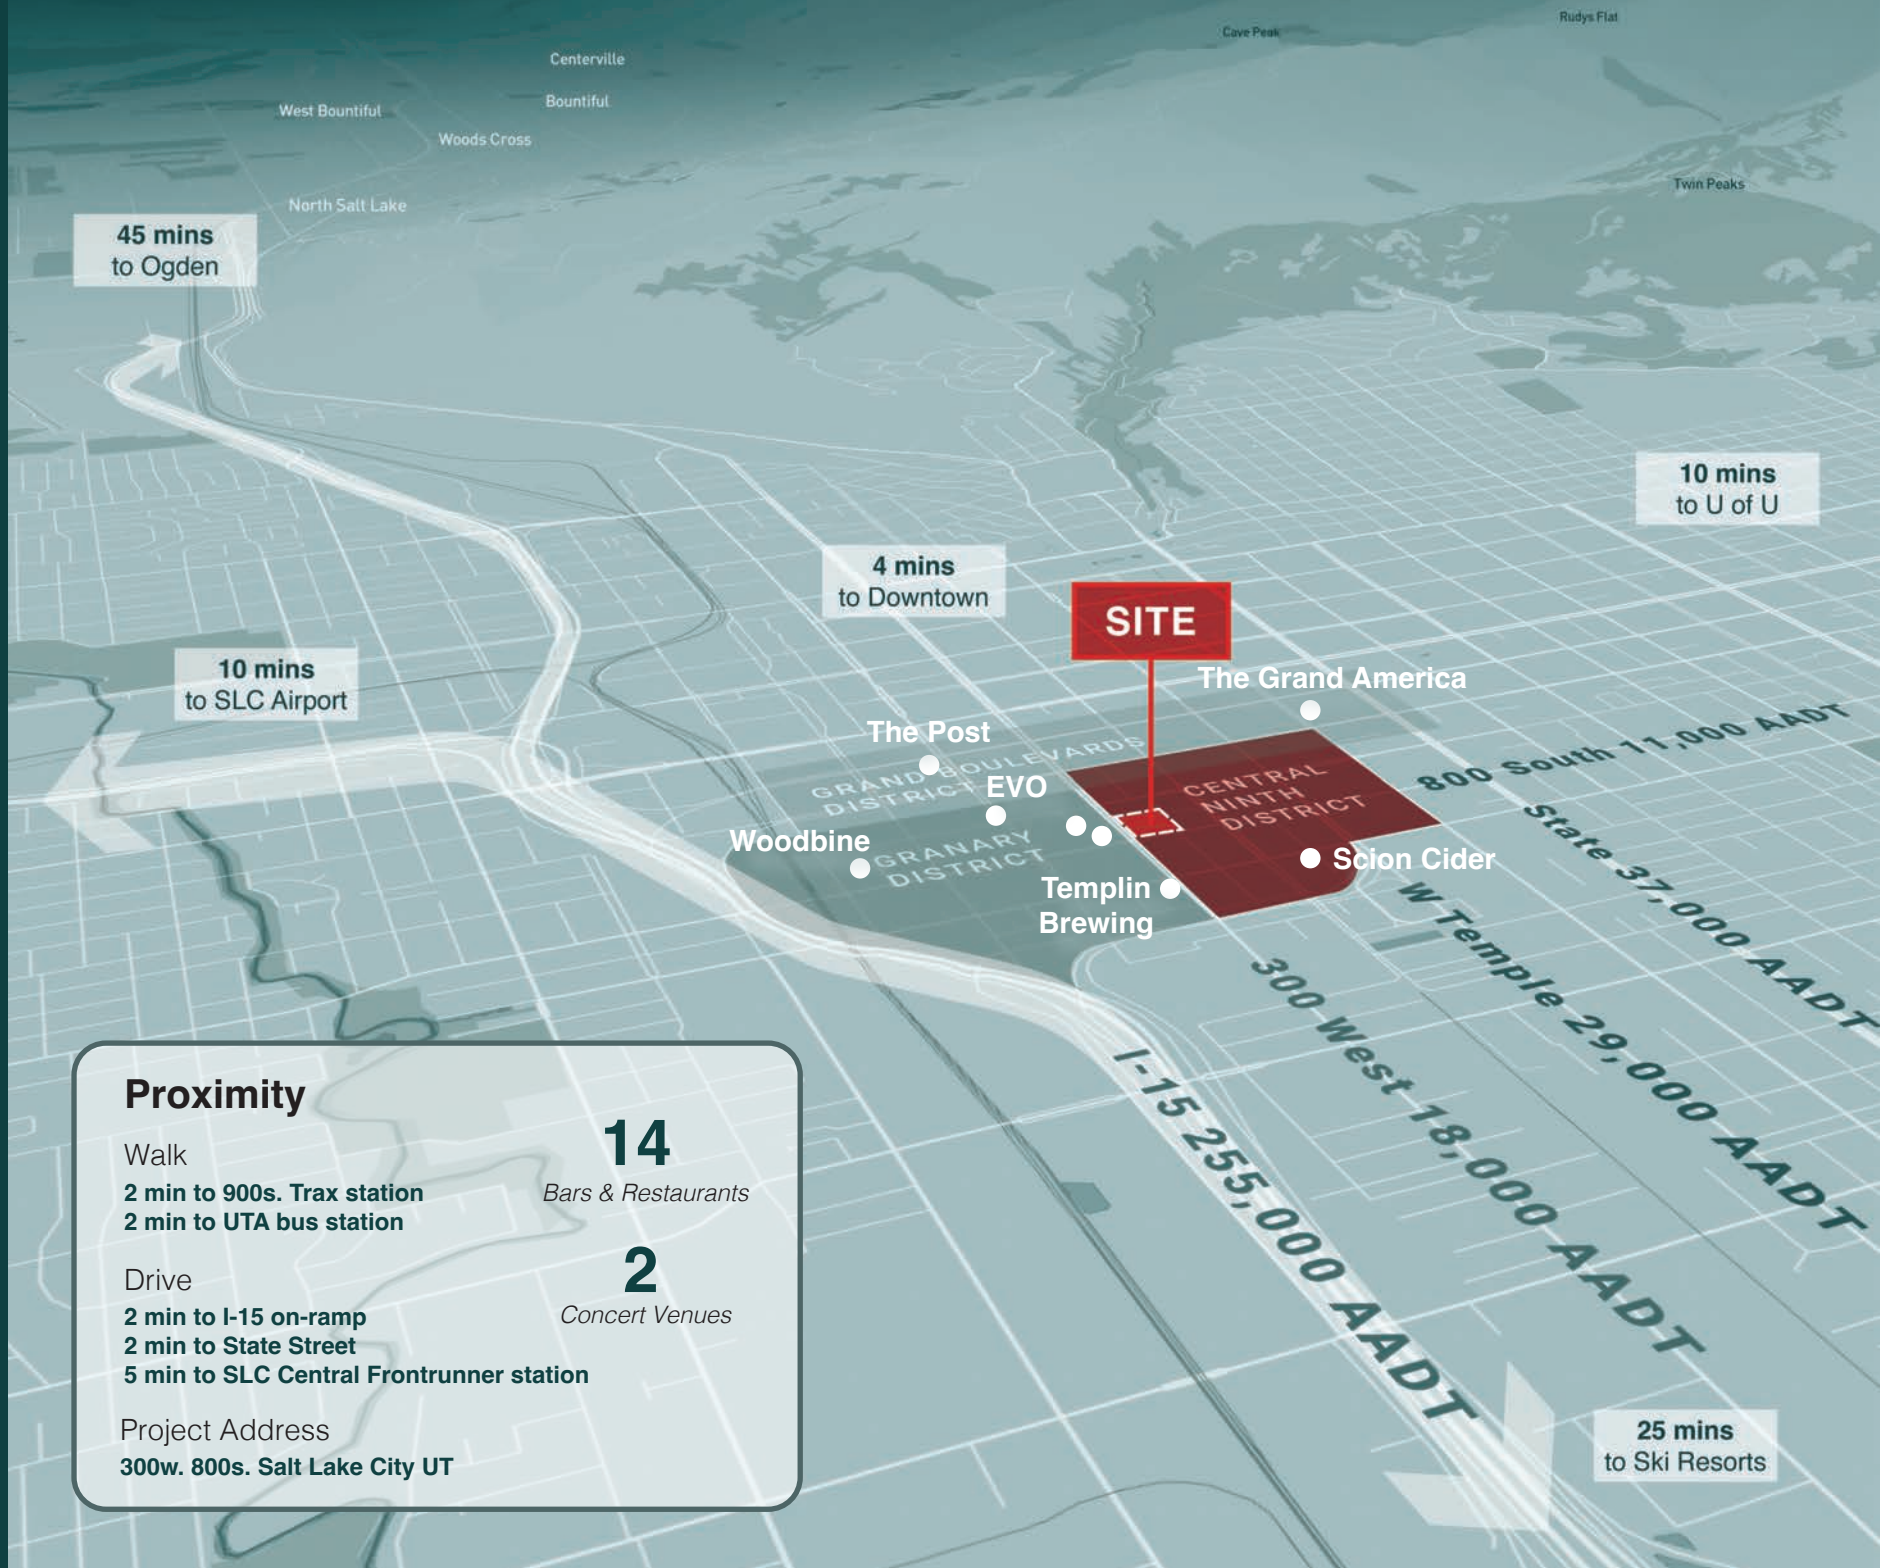 Rudys Flat
Cave Peak
Centerville
Bountiful
West Bountiful
Woods Cross
Twin Peaks
North Salt Lake
45 mins
to Ogden
10 mins
to U of U
4 mins
to Downtown
SITE
10 mins
to SLC Airport
The Grand America
The Post
GRAND BOULEVARDS
DISTRICT
EVO
CENTRAL
NINTH
DISTRICT
800 South 11,000 AADT
State 37,000 AADT
Woodbine
GRANARY
DISTRICT
Scion Cider
Templin
Brewing
W Temple 29,000 AADT
300 West 18,000 AADT
I-15 255,000 AADT
Proximity
Walk
2 min to 900s. Trax station
2 min to UTA bus station
14
Bars & Restaurants
Drive
2 min to I-15 on-ramp
2 min to State Street
5 min to SLC Central Frontrunner station
2
Concert Venues
Project Address
300w. 800s. Salt Lake City UT
25 mins
to Ski Resorts